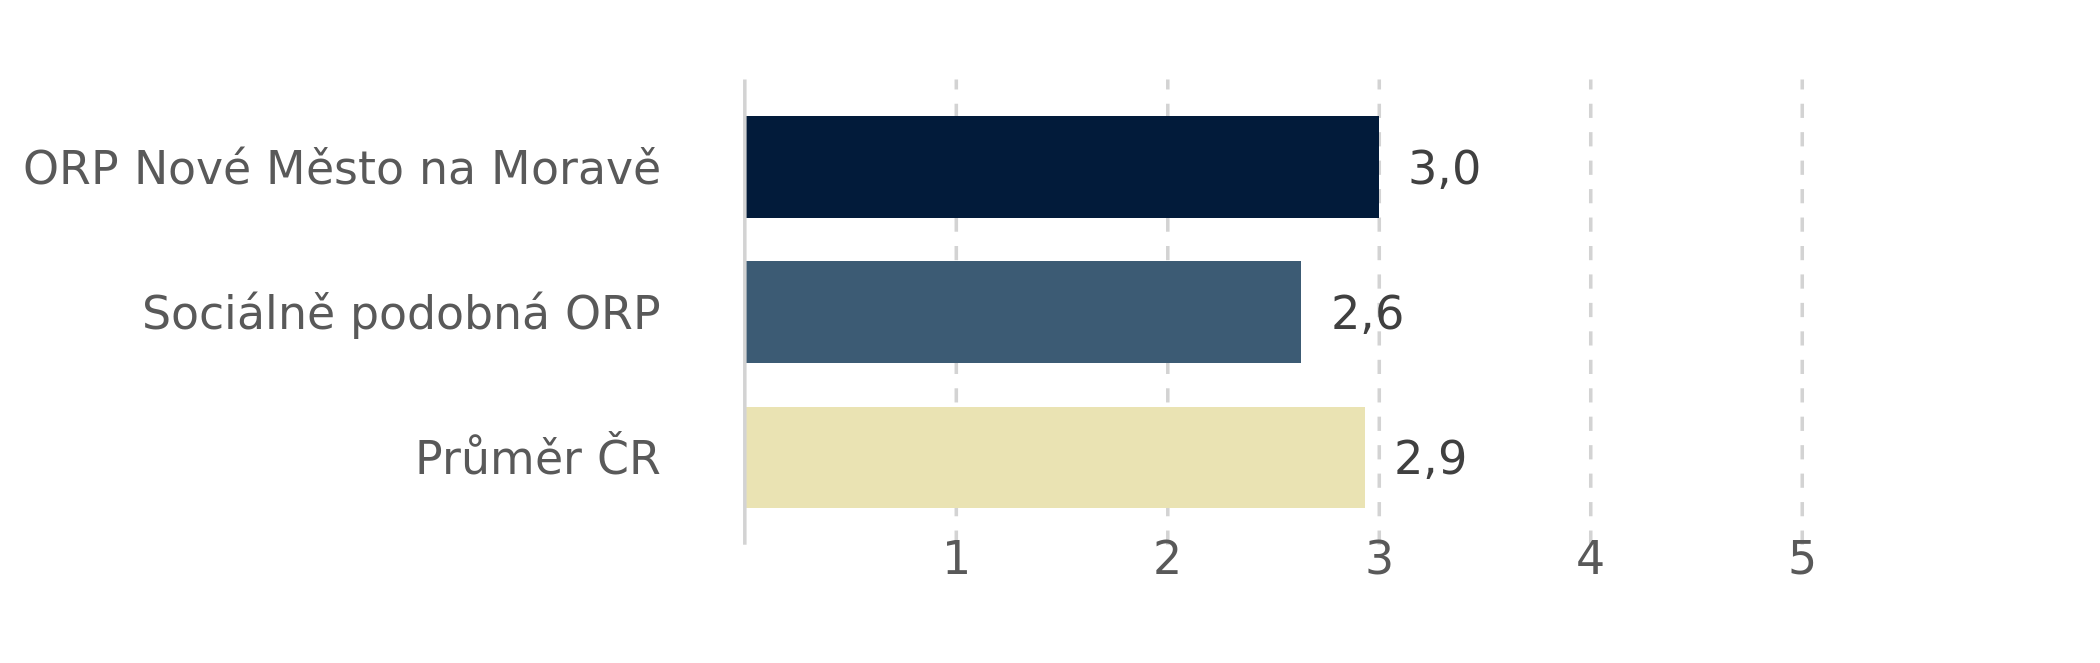 ORP Nové Město na Moravě 3,0
Sociálně podobná ORP 2,6
Průměr ČR 2,9
1 2 3 4 5